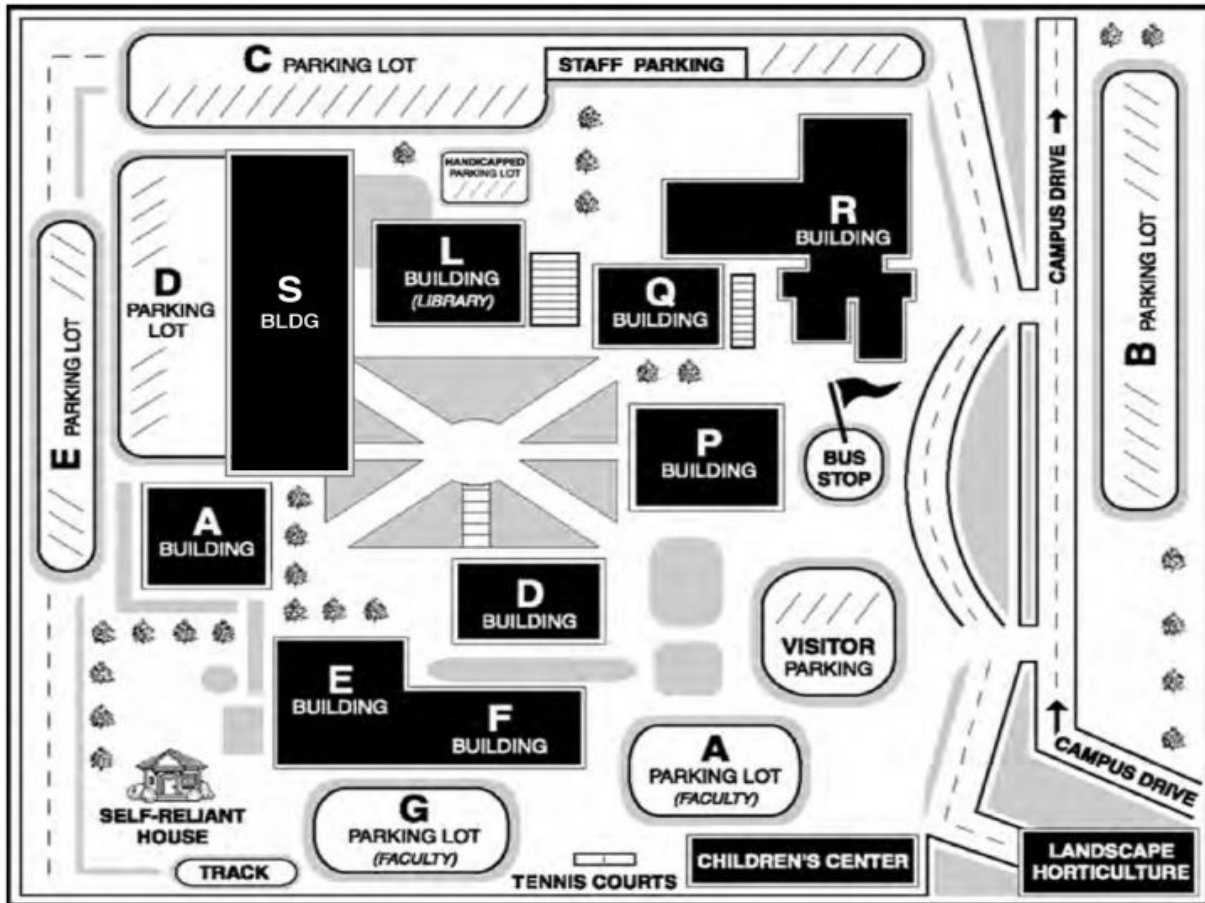 C PARKING LOT
STAFF PARKING
HANDICAPPED
PARKING LOT
CAMPUS DRIVE
B PARKING LOT
R
BUILDING
L
BUILDING
(LIBRARY)
Q
BUILDING
D
PARKING
LOT
S
BLDG
E PARKING LOT
P
BUILDING
BUS
STOP
A
BUILDING
D
BUILDING
VISITOR
PARKING
E
BUILDING
F
BUILDING
A
PARKING LOT
(FACULTY)
CAMPUS DRIVE
SELF-RELIANT
HOUSE
G
PARKING LOT
(FACULTY)
TRACK
TENNIS COURTS
CHILDREN'S CENTER
LANDSCAPE
HORTICULTURE